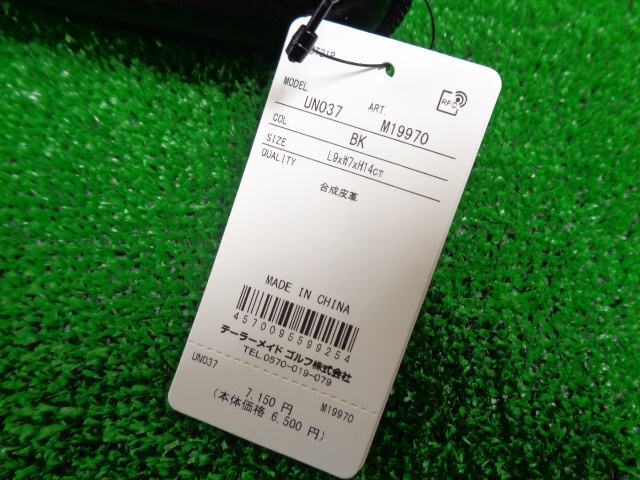 MODEL UN037 ART. M19970
COL. BK
SIZE L9xW7xH14cm
QUALITY
合成皮革
RFID
MADE IN CHINA
4570095599254
テーラーメイド ゴルフ株式会社
TEL.0570-019-079
UN037 M19970
7,150 円
(本体価格 6,500 円)